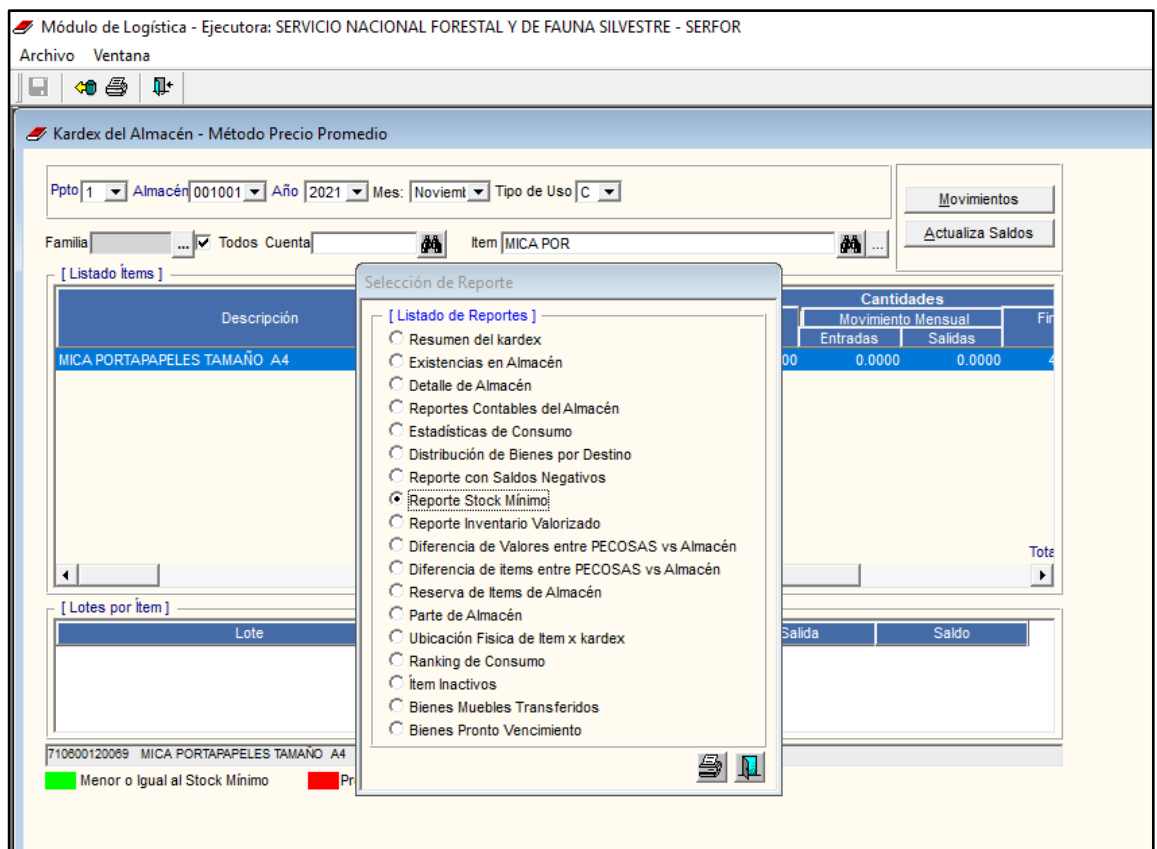 Módulo de Logística - Ejecutora: SERVICIO NACIONAL FORESTAL Y DE FAUNA SILVESTRE - SERFOR
Archivo Ventana
Kardex del Almacén - Método Precio Promedio
Ppto 1 Almacén 001001 Año 2021 Mes: Noviemt Tipo de Uso C
Movimientos
Actualiza Saldos
Familia ... Todos Cuenta Item MICA POR ...
[ Listado Ítems ]
Descripción
Cantidades
Movimiento Mensual
Entradas Salidas
MICA PORTAPAPELES TAMAÑO A4
00 0.0000 0.0000
Selección de Reporte
[ Listado de Reportes ]
Resumen del kardex
Existencias en Almacén
Detalle de Almacén
Reportes Contables del Almacén
Estadísticas de Consumo
Distribución de Bienes por Destino
Reporte con Saldos Negativos
Reporte Stock Mínimo
Reporte Inventario Valorizado
Diferencia de Valores entre PECOSAS vs Almacén
Diferencia de items entre PECOSAS vs Almacén
Reserva de Items de Almacén
Parte de Almacén
Ubicación Fisica de Item x kardex
Ranking de Consumo
Ítem Inactivos
Bienes Muebles Transferidos
Bienes Pronto Vencimiento
Tota
[ Lotes por Ítem ]
Lote
Salida Saldo
710600120069 MICA PORTAPAPELES TAMAÑO A4
Menor o Igual al Stock Mínimo
Pr